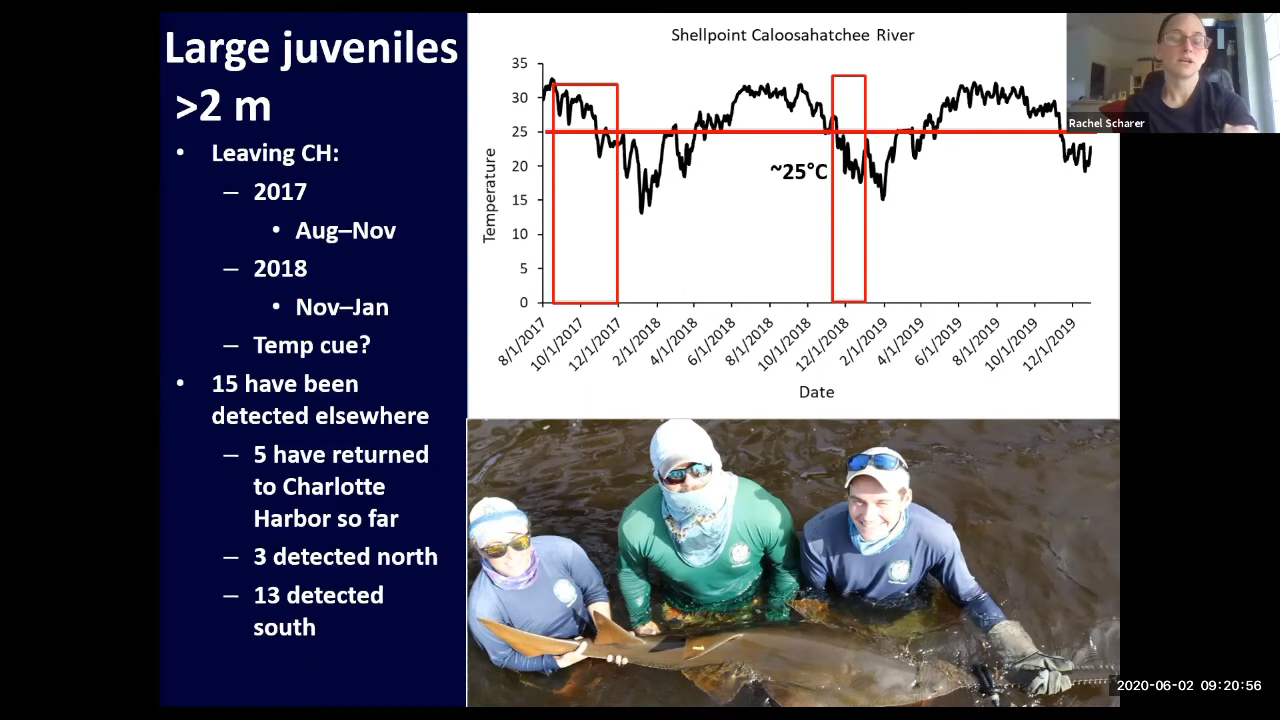 Large juveniles
>2 m
• Leaving CH:
– 2017
• Aug–Nov
– 2018
• Nov–Jan
– Temp cue?
• 15 have been
detected elsewhere
– 5 have returned
to Charlotte
Harbor so far
– 3 detected north
– 13 detected
south
Shellpoint Caloosahatchee River
Temperature
35
30
25
20
15
10
5
0
~25°C
8/1/2017
10/1/2017
12/1/2017
2/1/2018
4/1/2018
6/1/2018
8/1/2018
10/1/2018
12/1/2018
2/1/2019
4/1/2019
6/1/2019
8/1/2019
10/1/2019
12/1/2019
Date
Rachel Scharer
2020-06-02 09:20:56